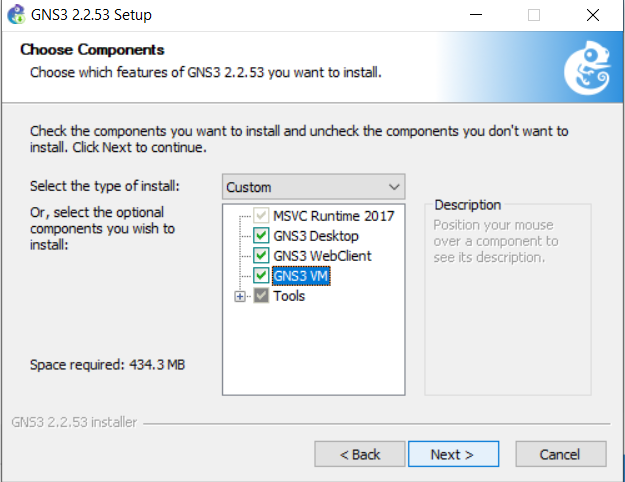 GNS3 2.2.53 Setup
Choose Components
Choose which features of GNS3 2.2.53 you want to install.
Check the components you want to install and uncheck the components you don't want to
install. Click Next to continue.
Select the type of install:
Custom
Or, select the optional
components you wish to
install:
MSVC Runtime 2017
GNS3 Desktop
GNS3 WebClient
GNS3 VM
Tools
Description
Position your mouse
over a component to
see its description.
Space required: 434.3 MB
GNS3 2.2.53 installer
< Back
Next >
Cancel